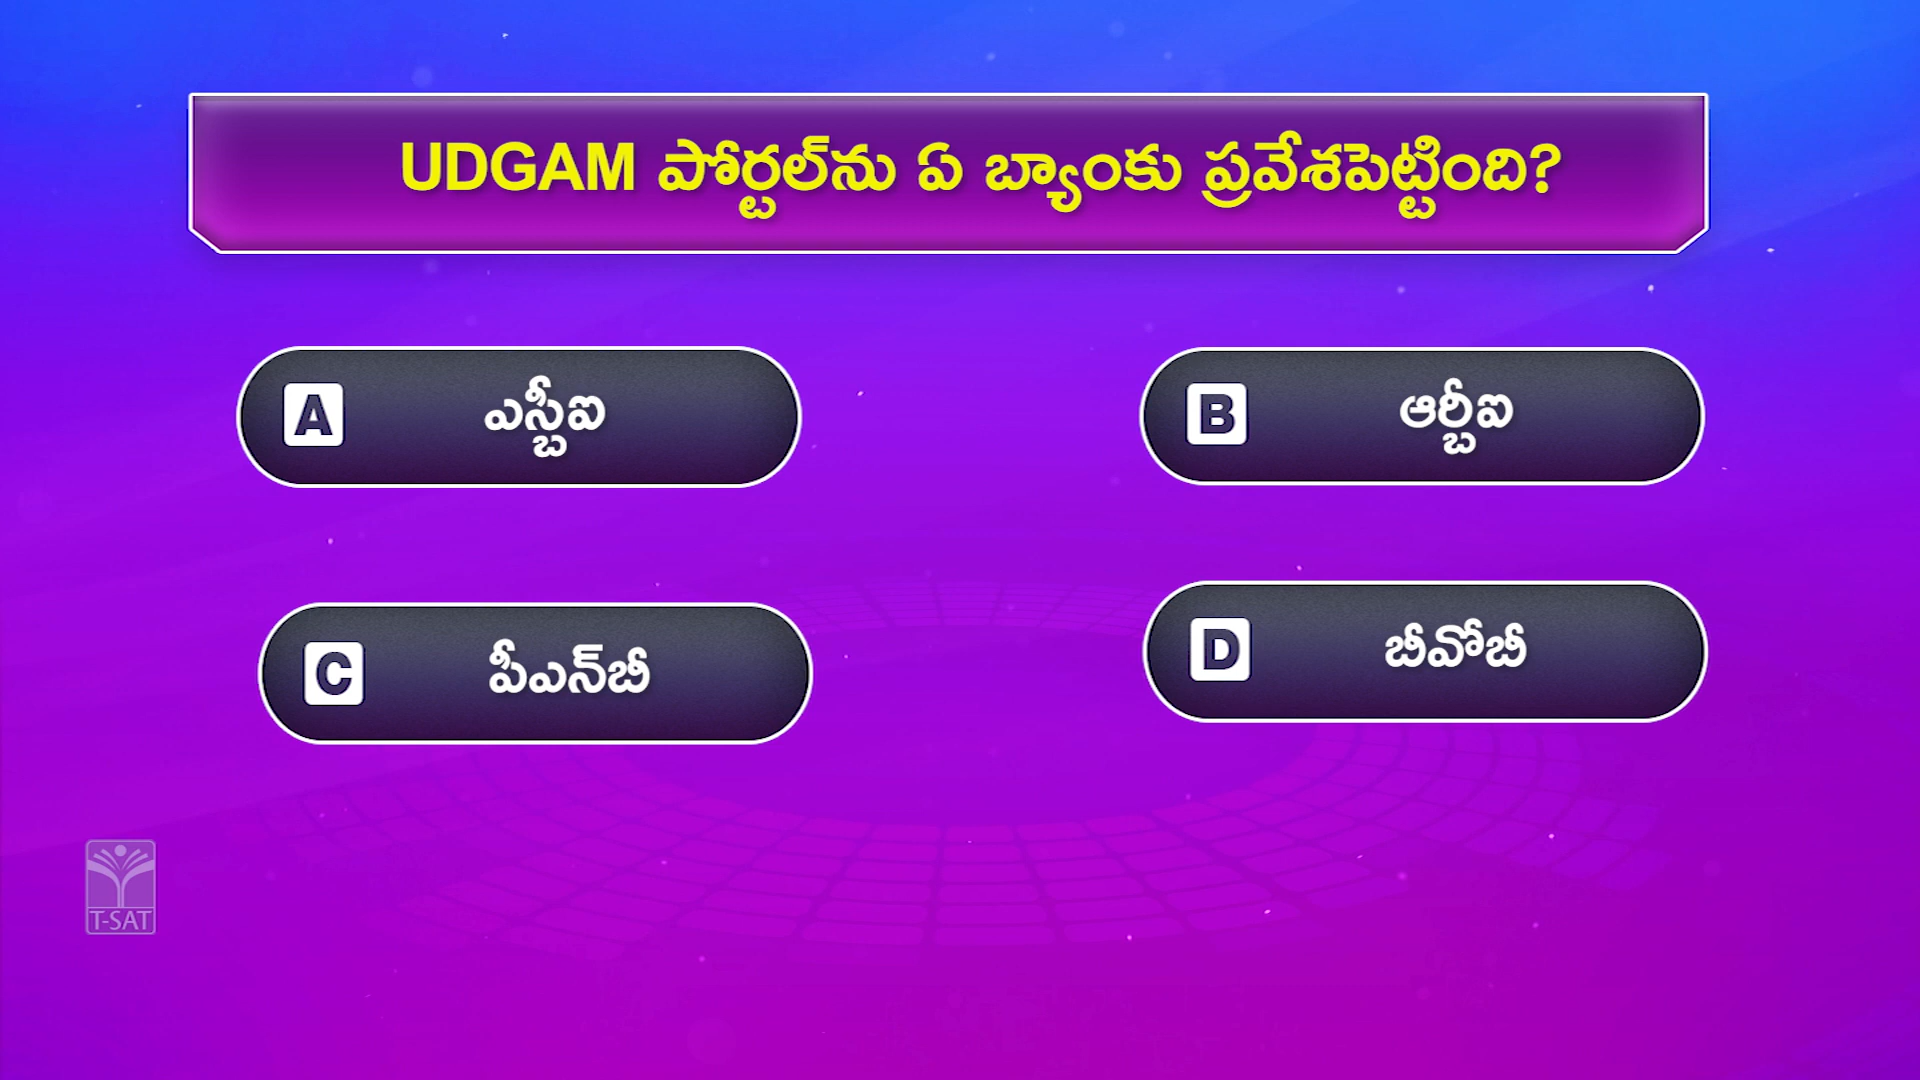 UDGAM పోర్టల్‌ను ఏ బ్యాంకు ప్రవేశపెట్టింది?
A ఎస్బీఐ
B ఆర్బీఐ
C పీఎన్‌బీ
D బీవోబీ
T-SAT